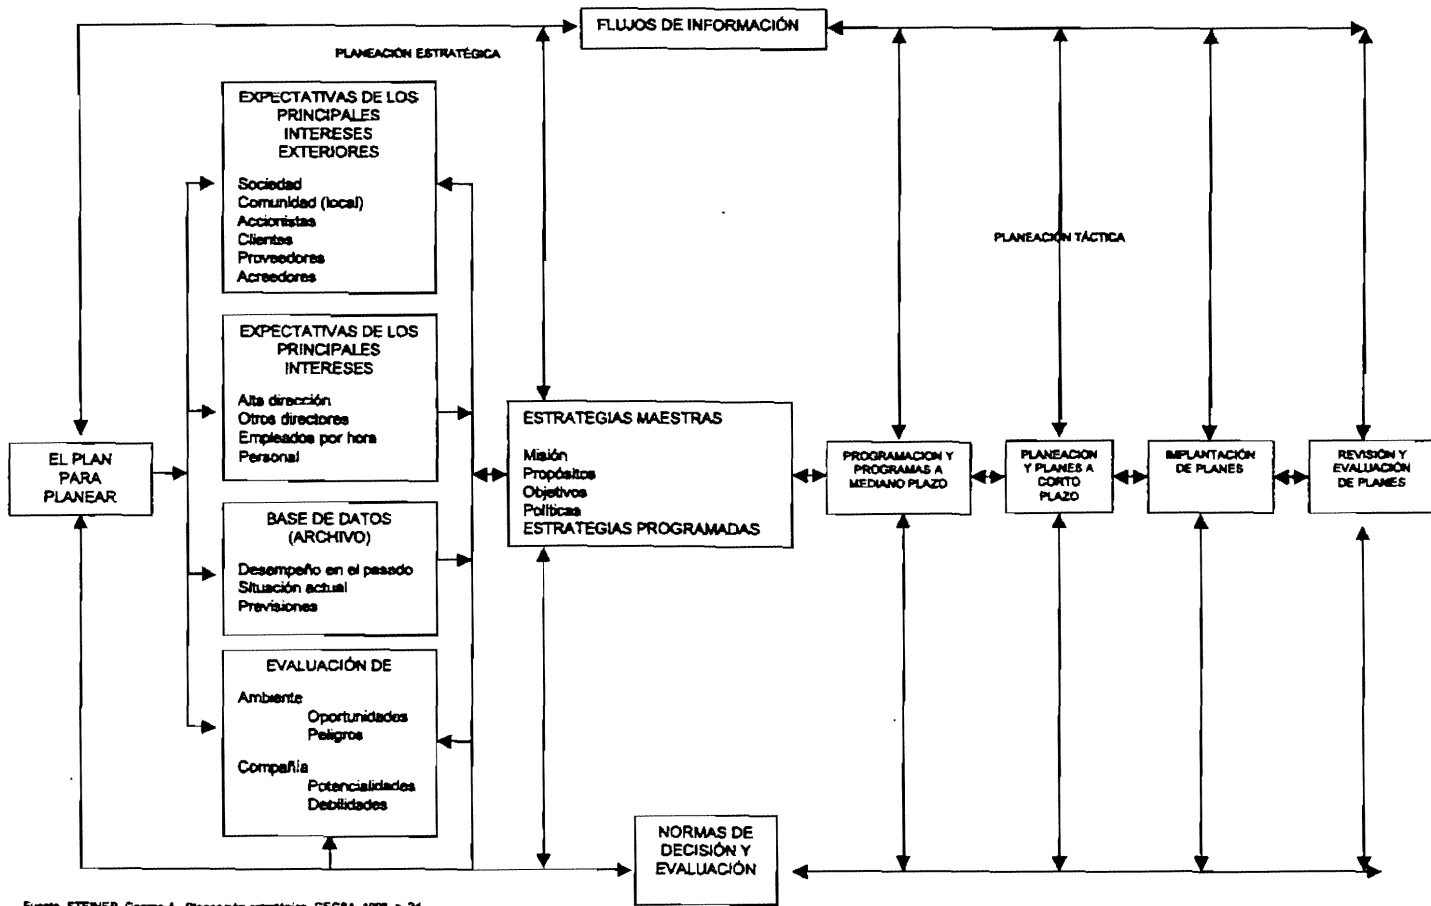 FLUJOS DE INFORMACIÓN
PLANEACIÓN ESTRATÉGICA
EXPECTATIVAS DE LOS
PRINCIPALES
INTERESES
EXTERIORES
Sociedad
Comunidad (local)
Accionistas
Clientes
Proveedores
Acreedores
PLANEACIÓN TÁCTICA
EXPECTATIVAS DE LOS
PRINCIPALES
INTERESES
Alta dirección
Otros directores
Empleados por hora
Personal
EL PLAN
PARA
PLANEAR
BASE DE DATOS
(ARCHIVO)
Desempeño en el pasado
Situación actual
Previsiones
EVALUACIÓN DE
Ambiente
Oportunidades
Peligros
Compañía
Potencialidades
Debilidades
ESTRATEGIAS MAESTRAS
Misión
Propósitos
Objetivos
Políticas
ESTRATEGIAS PROGRAMADAS
PROGRAMACION Y
PROGRAMAS A
MEDIANO PLAZO
PLANEACION
Y PLANES A
CORTO
PLAZO
IMPLANTACIÓN
DE PLANES
REVISIÓN Y
EVALUACIÓN
DE PLANES
NORMAS DE
DECISIÓN Y
EVALUACIÓN
STEINER, George A. Planeación estratégica